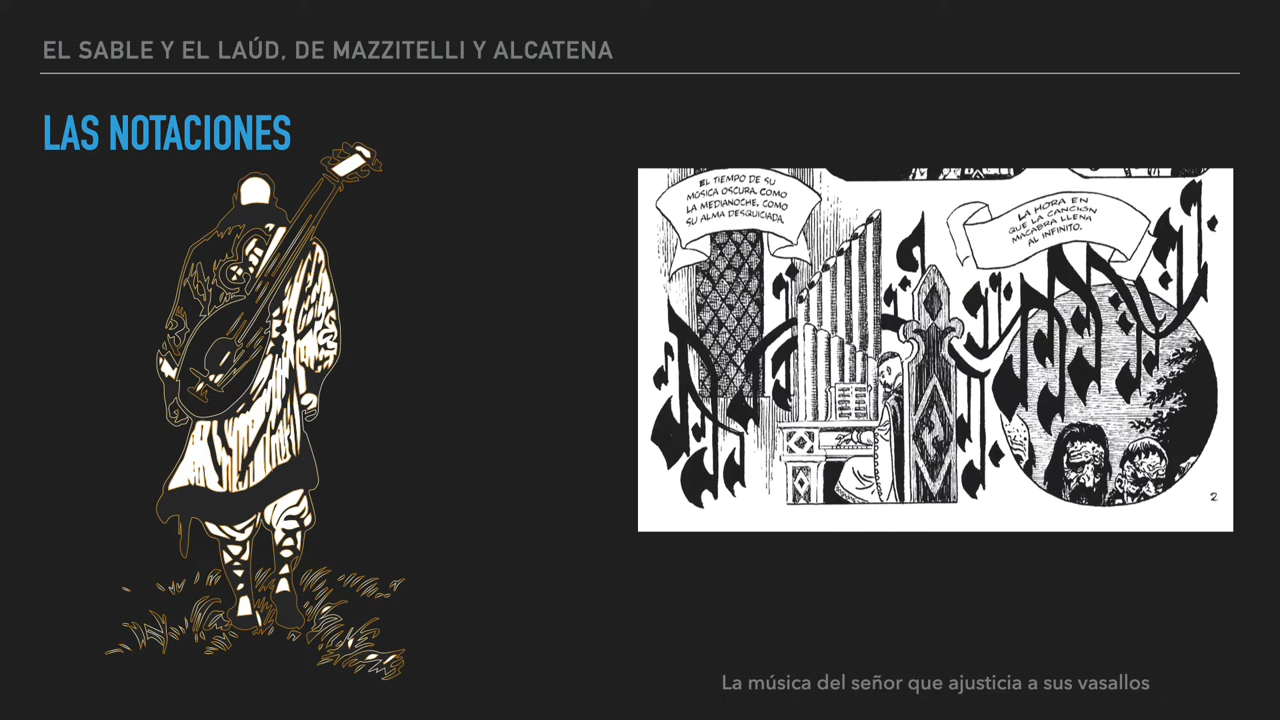 EL SABLE Y EL LAÚD, DE MAZZITELLI Y ALCATENA
LAS NOTACIONES
EL TIEMPO DE SU
MÚSICA OSCURA. COMO
LA MEDIANOCHE, COMO
SU ALMA DESQUICIADA.
LA HORA EN
QUE LA CANCIÓN
MACABRA LLENA
AL INFINITO.
2
La música del señor que ajusticia a sus vasallos